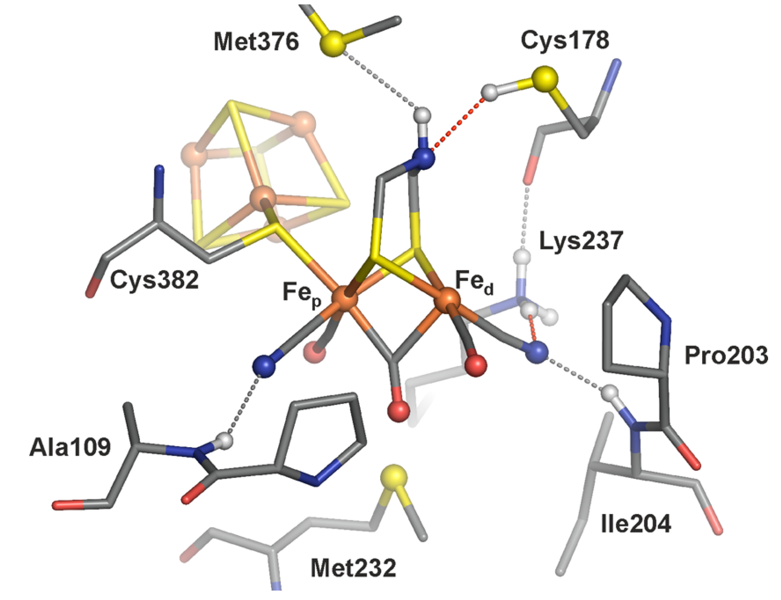 Met376
Cys178
Lys237
Cys382
Fep
Fed
Pro203
Ala109
Ile204
Met232